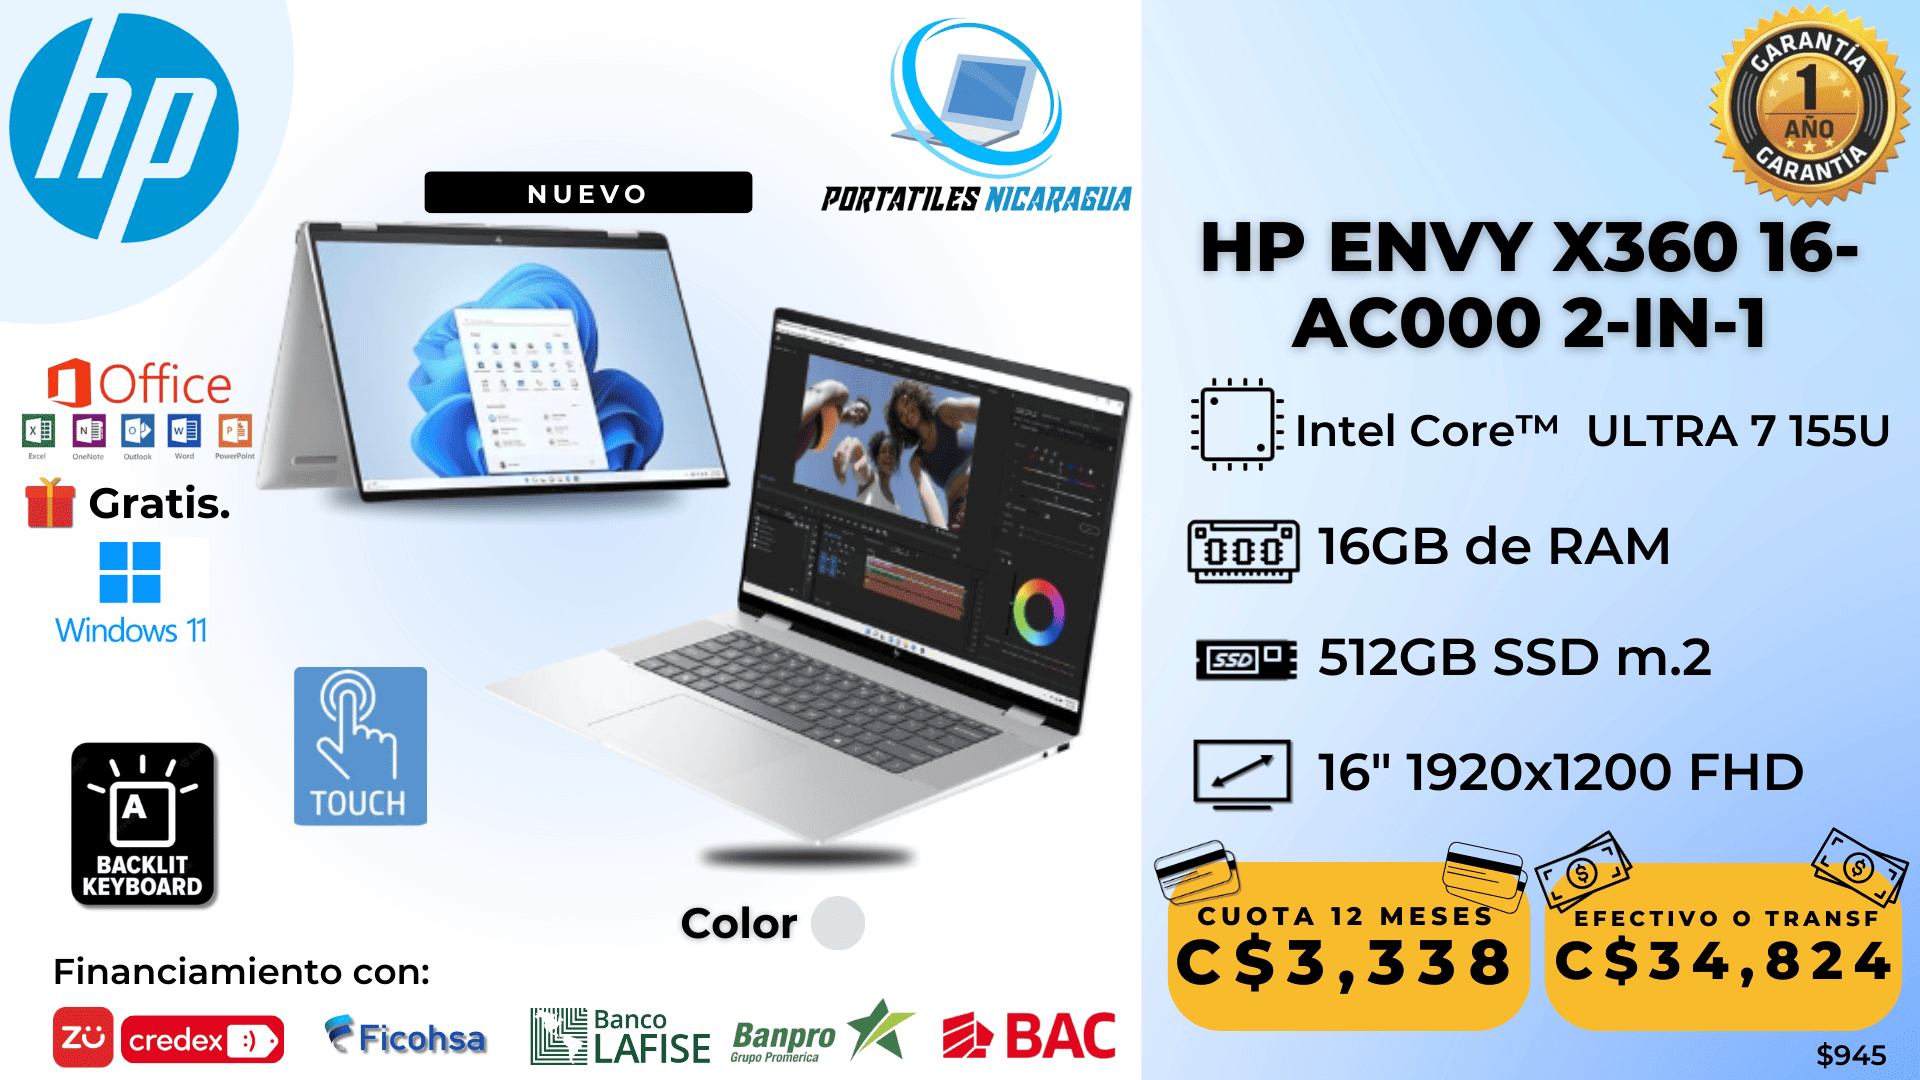 hp
NUEVO
PORTATILES NICARAGUA
GARANTÍA
1
AÑO
GARANTÍA
HP ENVY X360 16-
AC000 2-IN-1
Intel Core™ ULTRA 7 155U
16GB de RAM
SSD
512GB SSD m.2
16" 1920x1200 FHD
Office
Excel
OneNote
Outlook
Word
PowerPoint
Gratis.
Windows 11
TOUCH
A
BACKLIT
KEYBOARD
Color
Financiamiento con:
zū
credex :)
Ficohsa
Banco
LAFISE
Banpro
Grupo Promerica
BAC
CUOTA 12 MESES
C$3,338
EFECTIVO O TRANSF
C$34,824
$945